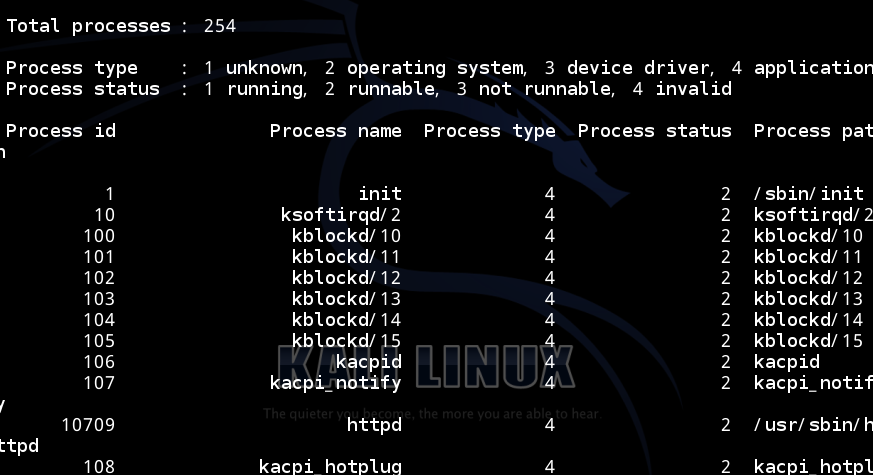 Total processes : 254
Process type : 1 unknown, 2 operating system, 3 device driver, 4 application
Process status : 1 running, 2 runnable, 3 not runnable, 4 invalid
Process id Process name Process type Process status Process pat
h
1 init 4 2 /sbin/init
10 ksoftirqd/2 4 2 ksoftirqd/2
100 kblockd/10 4 2 kblockd/10
101 kblockd/11 4 2 kblockd/11
102 kblockd/12 4 2 kblockd/12
103 kblockd/13 4 2 kblockd/13
104 kblockd/14 4 2 kblockd/14
105 kblockd/15 4 2 kblockd/15
106 kacpid 4 2 kacpid
107 kacpi_notify 4 2 kacpi_notif
y
10709 httpd 4 2 /usr/sbin/h
ttpd
108 kacpi_hotplug 4 2 kacpi_hotpl
KALI LINUX
The quieter you become, the more you are able to hear.